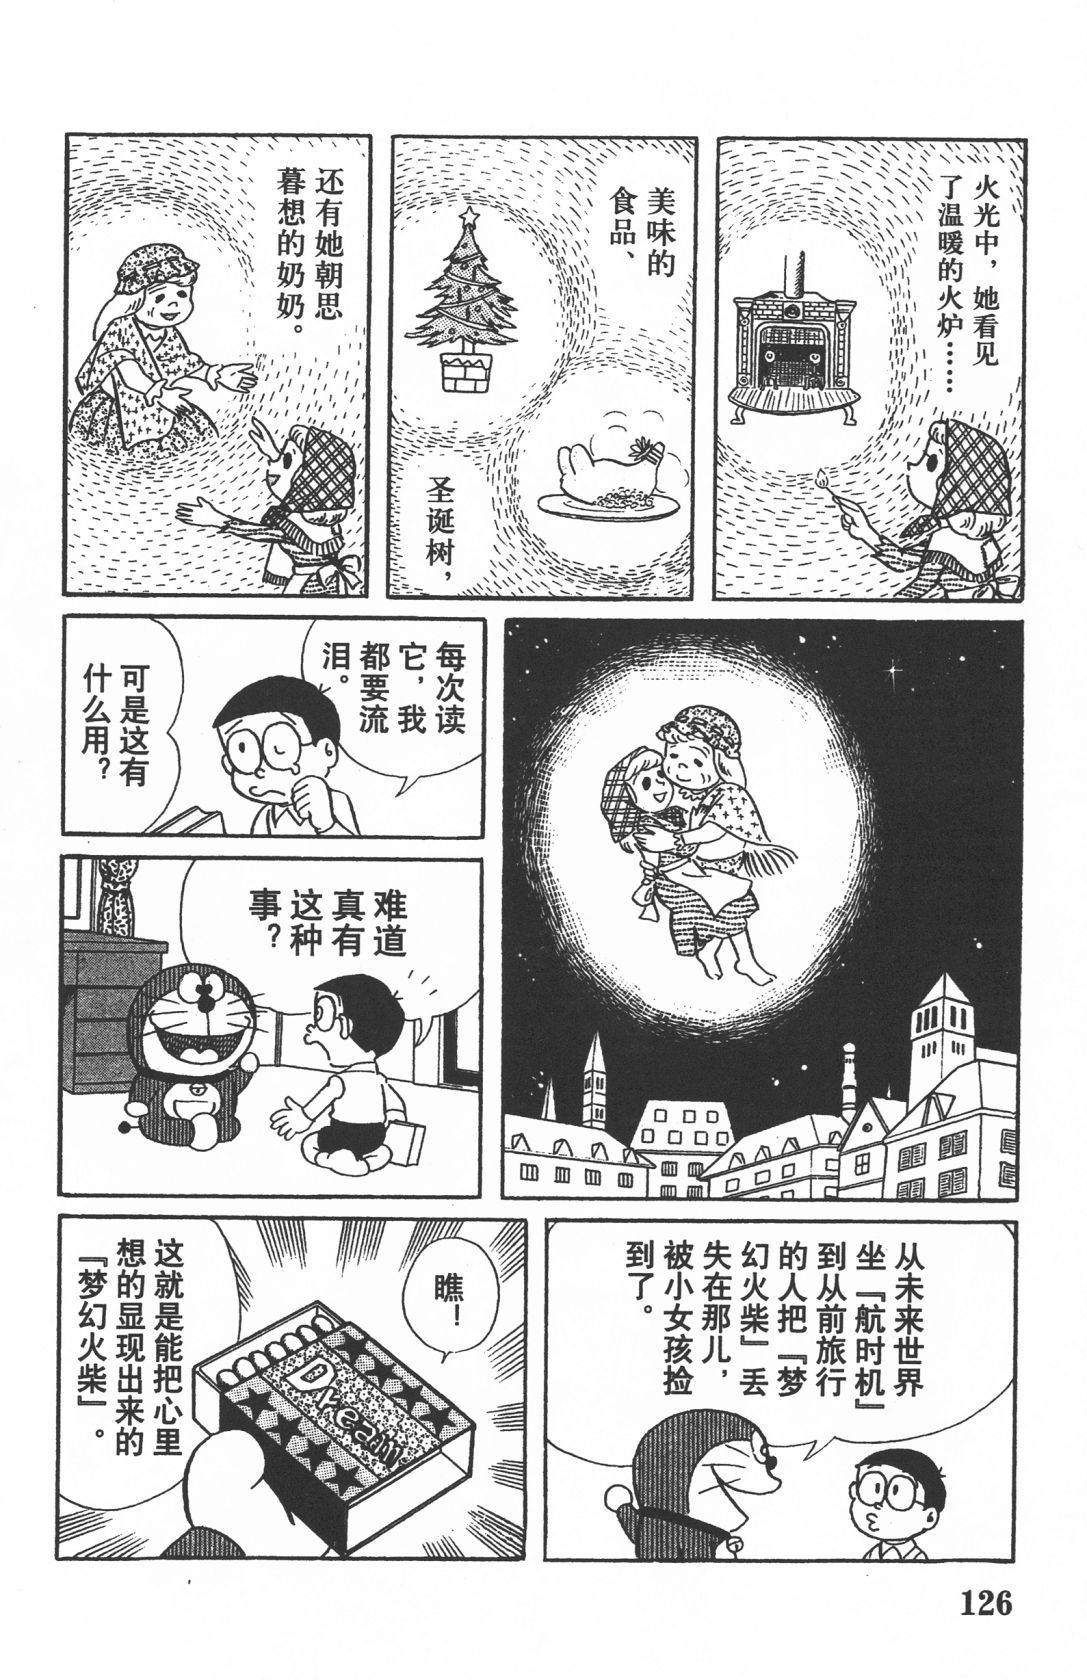 火光中，她看见
了温暖的火炉……
美味的
食品、
圣诞树，
还有她朝思
暮想的奶奶。
每次读
它，我
都要流
泪。
可是这有
什么用？
难道
真有
这种
事？
从未来世界
坐『航时机』
到从前旅行
的人把『梦
幻火柴』丢
失在那儿，
被小女孩捡
到了。
瞧！
Dream
这就是能把心里
想的显现出来的
『梦幻火柴』。
126